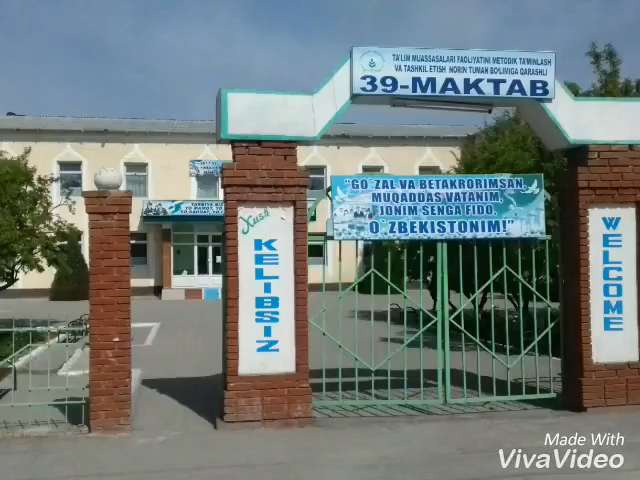 TA'LIM MUASSASALARI FAOLIYATINI METODIK TA'MINLASH
VA TASHKIL ETISH NORIN TUMAN BO'LIMIGA QARASHLI
39-MAKTAB
"GO'ZAL VA BETAKRORIMSAN,
MUQADDAS VATANIM,
JONIM SENGA FIDO,
O'ZBEKISTONIM!"
Xush
KELIBSIZ
WELCOME
Made With
VivaVideo